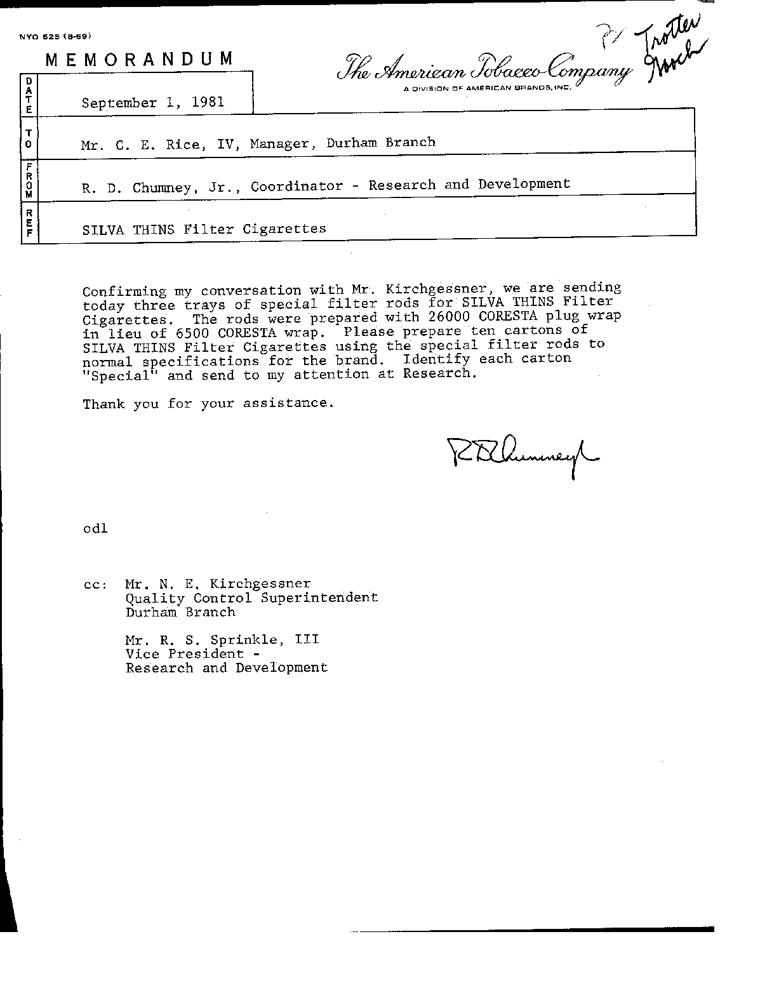 NYO 525 (8-69)
MEMORANDUM
The American Tobacco Company
A DIVISION OF AMERICAN BRANDS, INC.
Trotter
DATE
September 1, 1981
TO
Mr. C. E. Rice, IV, Manager, Durham Branch
FROM
R. D. Chumney, Jr., Coordinator - Research and Development
REF
SILVA THINS Filter Cigarettes
Confirming my conversation with Mr. Kirchgessner, we are sending
today three trays of special filter rods for SILVA THINS Filter
Cigarettes. The rods were prepared with 26000 CORESTA plug wrap
in lieu of 6500 CORESTA wrap. Please prepare ten cartons of
SILVA THINS Filter Cigarettes using the special filter rods to
normal specifications for the brand. Identify each carton
"Special" and send to my attention at Research.
Thank you for your assistance.
RDChumneyJr
odl
cc: Mr. N. E. Kirchgessner
Quality Control Superintendent
Durham Branch
Mr. R. S. Sprinkle, III
Vice President -
Research and Development